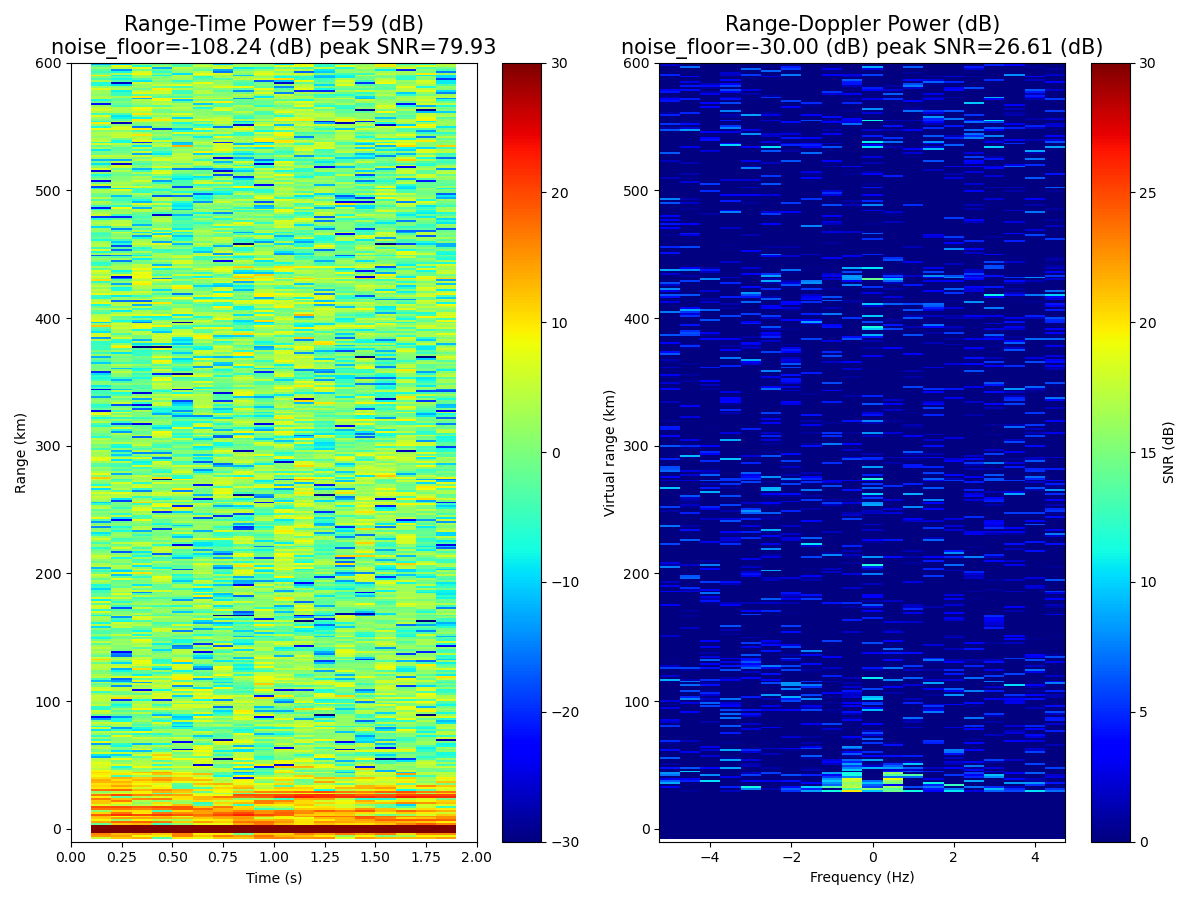 Range-Time Power f=59 (dB)
noise_floor=-108.24 (dB) peak SNR=79.93
Range (km)
600
500
400
300
200
100
0
0.00 0.25 0.50 0.75 1.00 1.25 1.50 1.75 2.00
Time (s)
30
20
10
0
−10
−20
−30
Range-Doppler Power (dB)
noise_floor=-30.00 (dB) peak SNR=26.61 (dB)
Virtual range (km)
600
500
400
300
200
100
0
−4 −2 0 2 4
Frequency (Hz)
30
25
20
15
10
5
0
SNR (dB)